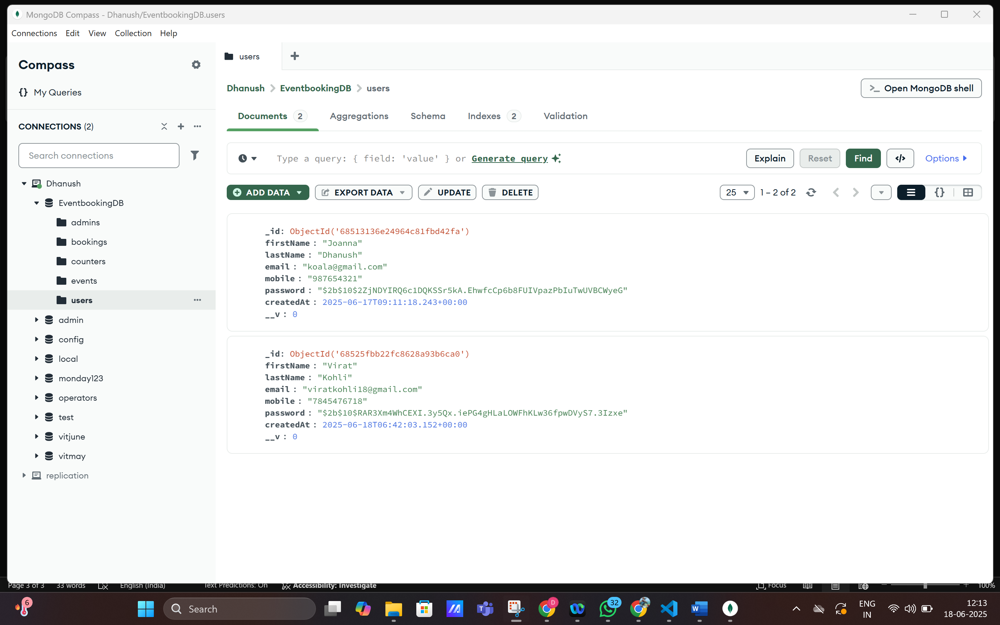 MongoDB Compass - Dhanush/EventbookingDB.users
Connections Edit View Collection Help
Compass
{} My Queries
CONNECTIONS (2)
Search connections
Dhanush
EventbookingDB
admins
bookings
counters
events
users
admin
config
local
monday123
operators
test
vitjune
vitmay
replication
users
Dhanush > EventbookingDB > users
>_ Open MongoDB shell
Documents 2 Aggregations Schema Indexes 2 Validation
Type a query: { field: 'value' } or Generate query
Explain Reset Find </> Options
ADD DATA EXPORT DATA UPDATE DELETE
25 1 – 2 of 2 {}
_id: ObjectId('68513136e24964c81fbd42fa')
firstName : "Joanna"
lastName : "Dhanush"
email : "koala@gmail.com"
mobile : "987654321"
password : "$2b$10$2ZjNDYIRQ6c1DQKSSr5kA.EhwfcCp6b8FUIVpazPbIuTwUVBCWyeG"
createdAt : 2025-06-17T09:11:18.243+00:00
__v : 0
_id: ObjectId('68525fbb22fc8628a93b6ca0')
firstName : "Virat"
lastName : "Kohli"
email : "viratkohli18@gmail.com"
mobile : "7845476718"
password : "$2b$10$RAR3Xm4WhCEXI.3y5Qx.iePG4gHLaLOWFhKLw36fpwDVyS7.3Izxe"
createdAt : 2025-06-18T06:42:03.152+00:00
__v : 0
Page 3 of 3 33 words English (India) Text Predictions: On Accessibility: Investigate Focus 100%
6 Search D 32 ENG 12:13
IN 18-06-2025